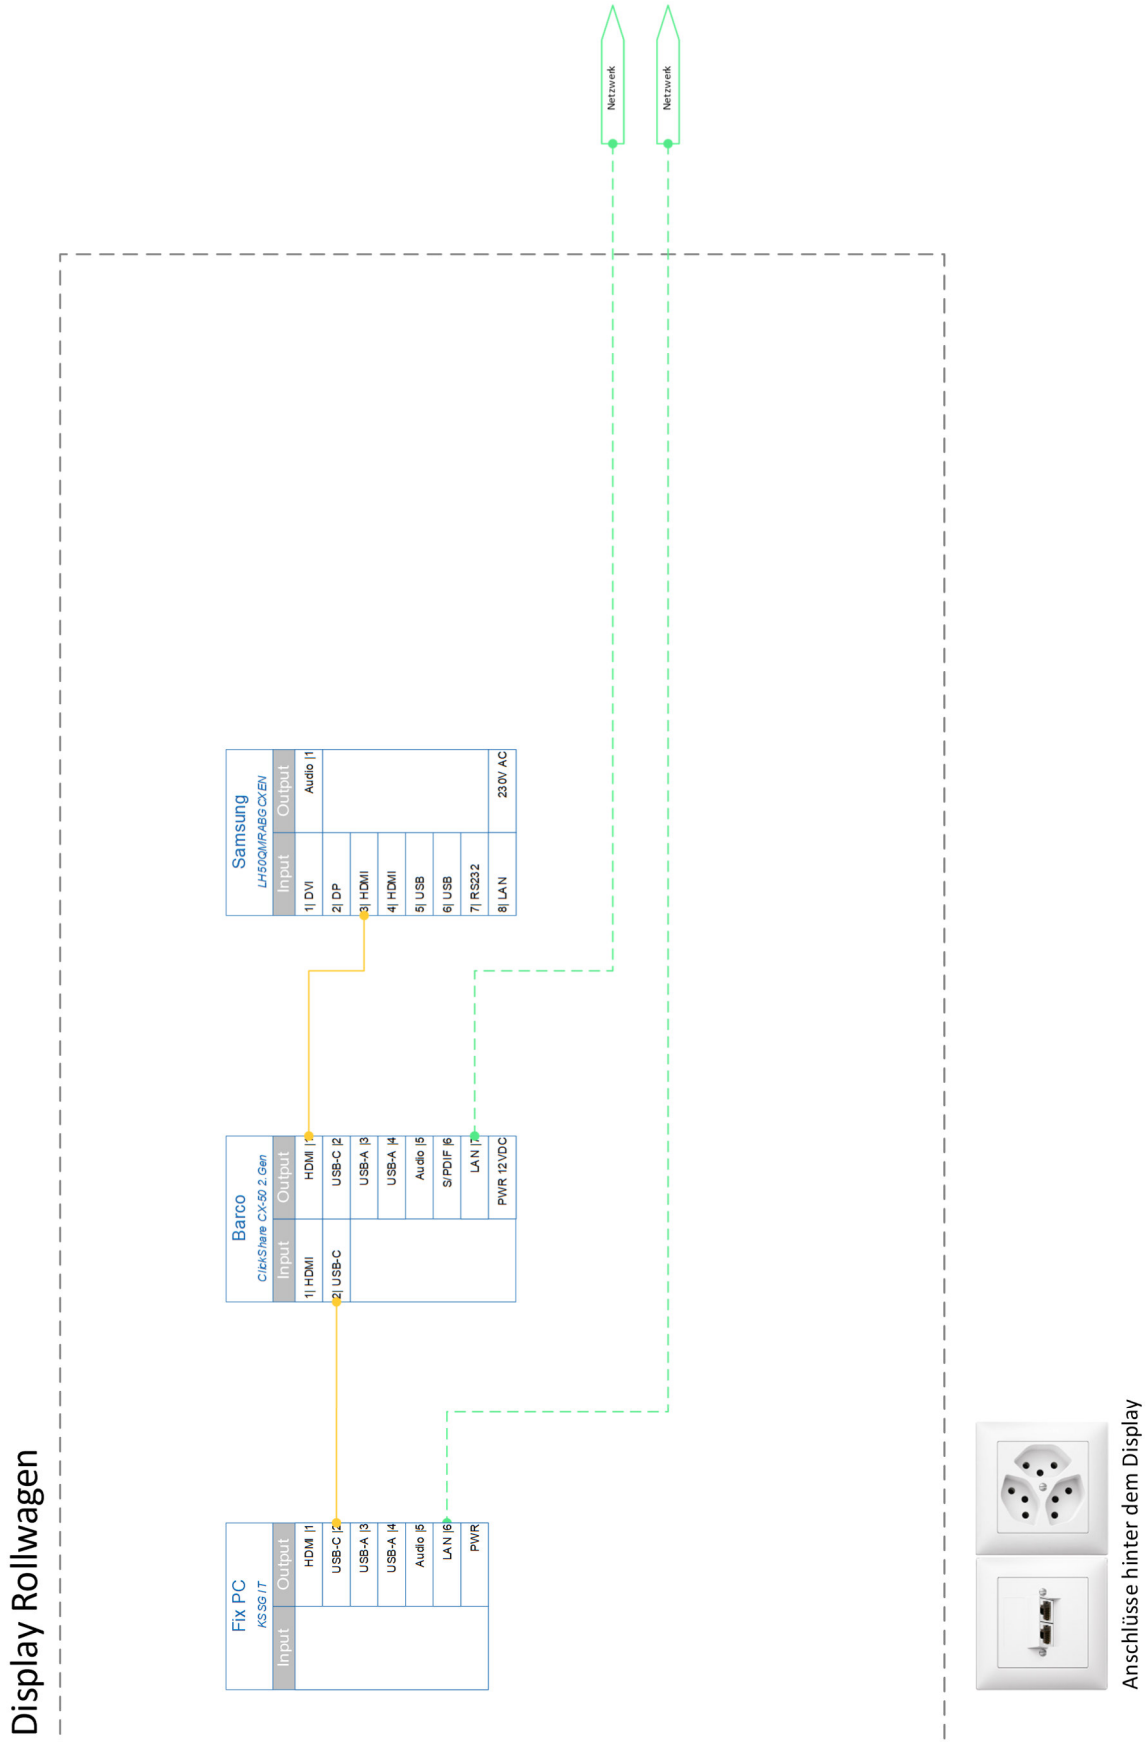 Display Rollwagen
Fix PC
KSSG IT
Input Output
HDMI |1
USB-C |2
USB-A |3
USB-A |4
Audio |5
LAN |6
PWR
Barco
ClickShare CX-50 2.Gen
Input Output
1| HDMI HDMI |1
2| USB-C USB-C |2
USB-A |3
USB-A |4
Audio |5
S/PDIF |6
LAN |7
PWR 12VDC
Samsung
LH50QMRABGCXEN
Input Output
1| DVI Audio |1
2| DP
3| HDMI
4| HDMI
5| USB
6| USB
7| RS232
8| LAN 230V AC
Netzwerk
Netzwerk
Anschlüsse hinter dem Display